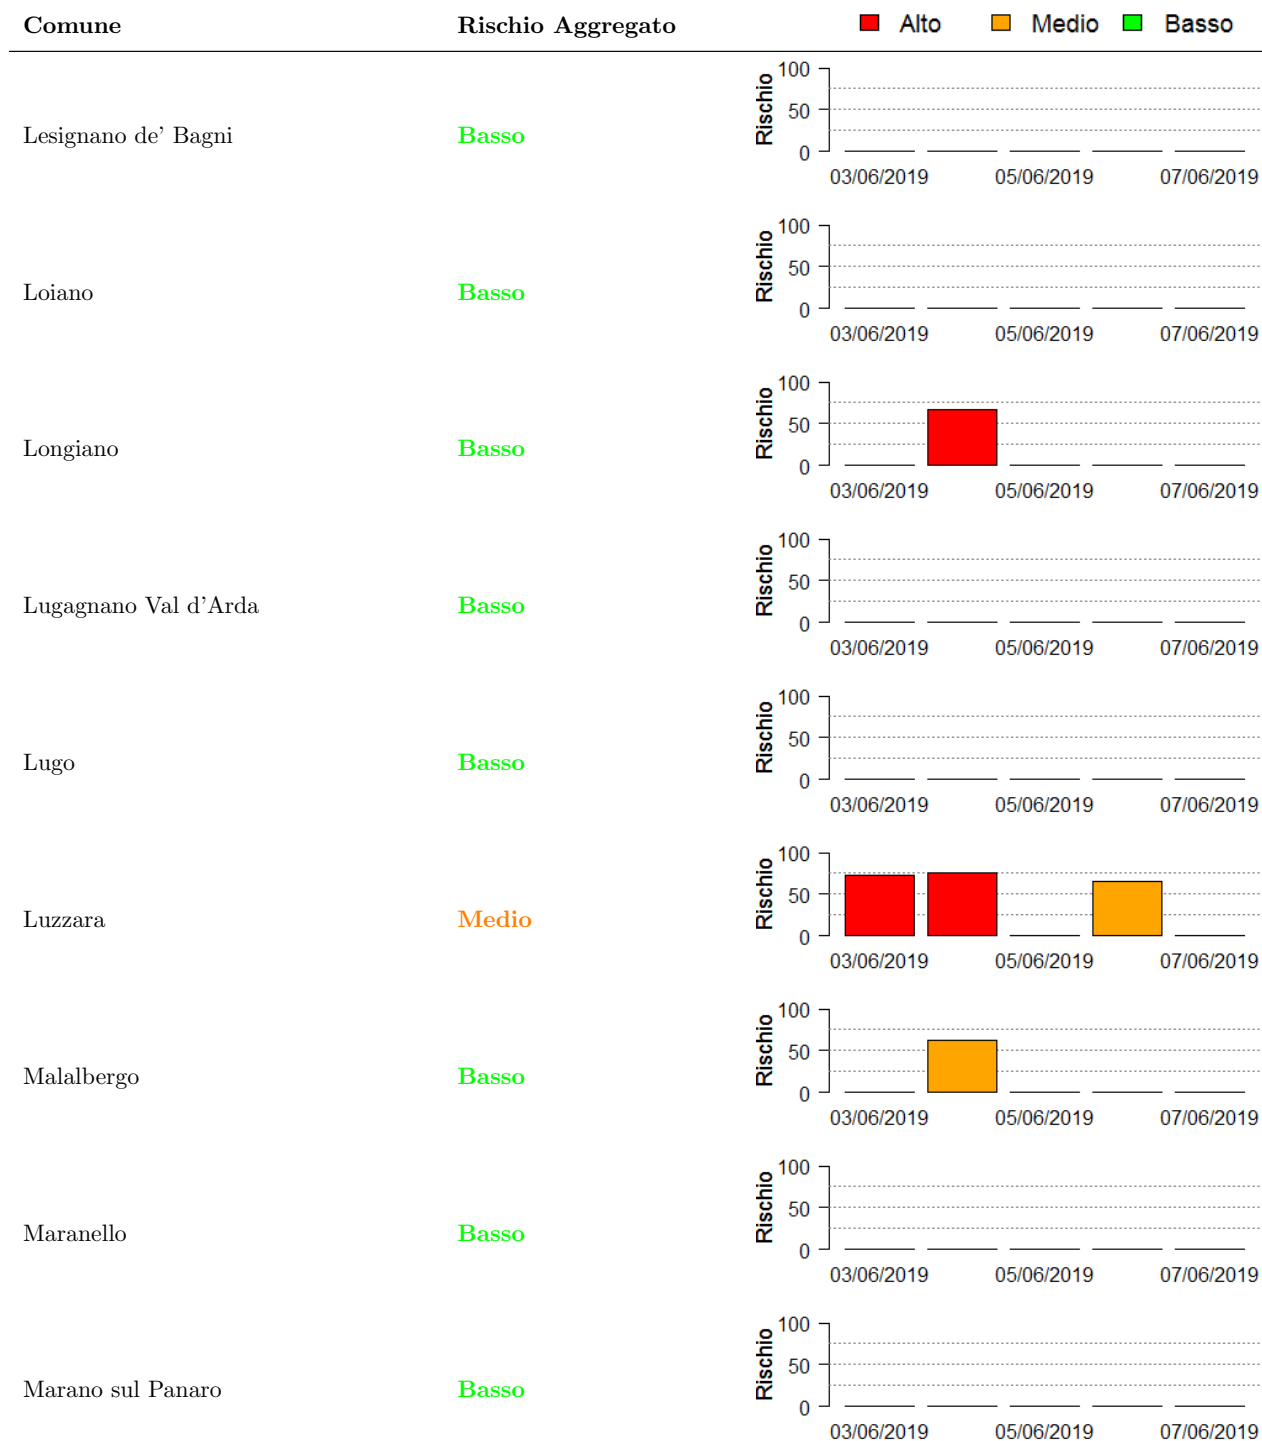 Comune Rischio Aggregato Alto Medio Basso
100
50
0
Rischio
Lesignano de' Bagni Basso
03/06/2019 05/06/2019 07/06/2019
100
50
0
Rischio
Loiano Basso
03/06/2019 05/06/2019 07/06/2019
100
50
0
Rischio
Longiano Basso
03/06/2019 05/06/2019 07/06/2019
100
50
0
Rischio
Lugagnano Val d'Arda Basso
03/06/2019 05/06/2019 07/06/2019
100
50
0
Rischio
Lugo Basso
03/06/2019 05/06/2019 07/06/2019
100
50
0
Rischio
Luzzara Medio
03/06/2019 05/06/2019 07/06/2019
100
50
0
Rischio
Malalbergo Basso
03/06/2019 05/06/2019 07/06/2019
100
50
0
Rischio
Maranello Basso
03/06/2019 05/06/2019 07/06/2019
100
50
0
Rischio
Marano sul Panaro Basso
03/06/2019 05/06/2019 07/06/2019